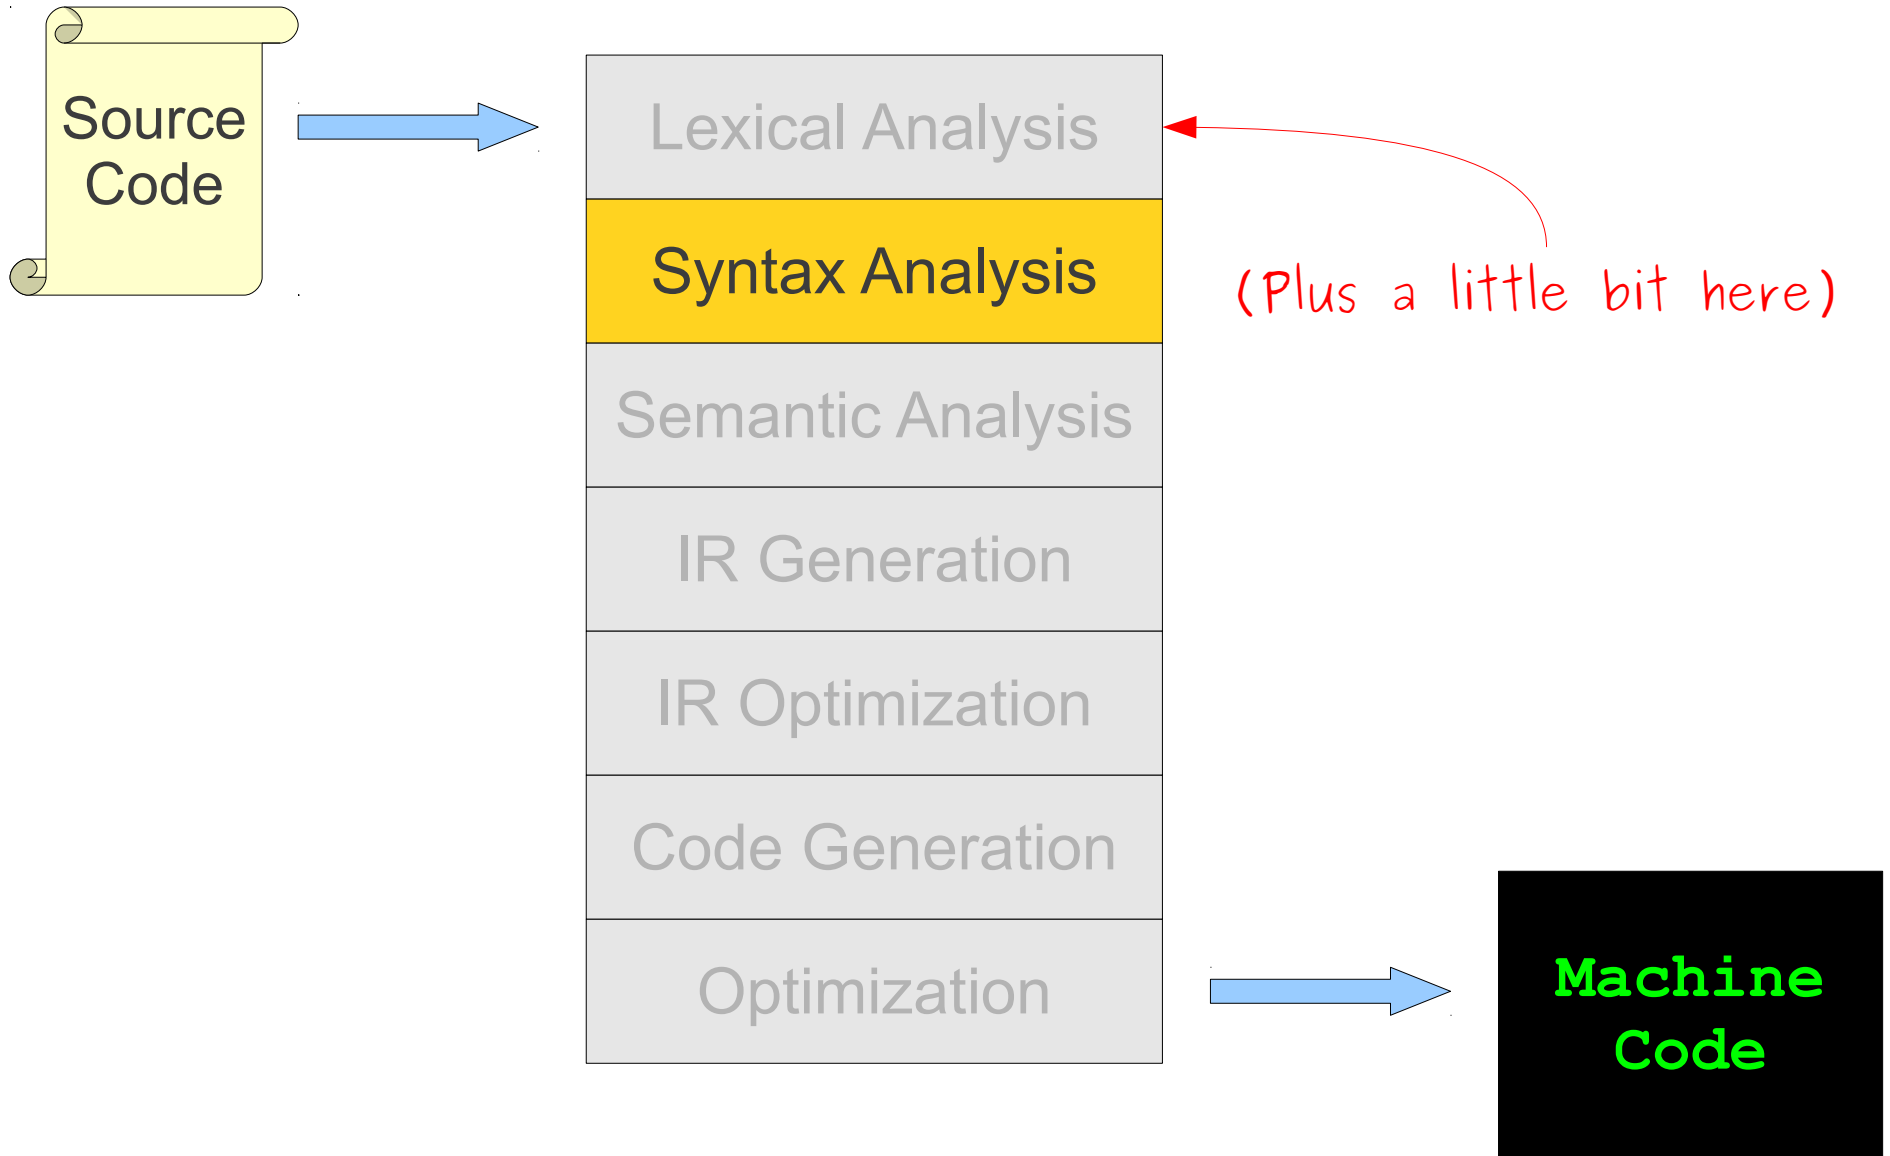 Source
Code
Lexical Analysis
Syntax Analysis
(Plus a little bit here)
Semantic Analysis
IR Generation
IR Optimization
Code Generation
Optimization
Machine
Code